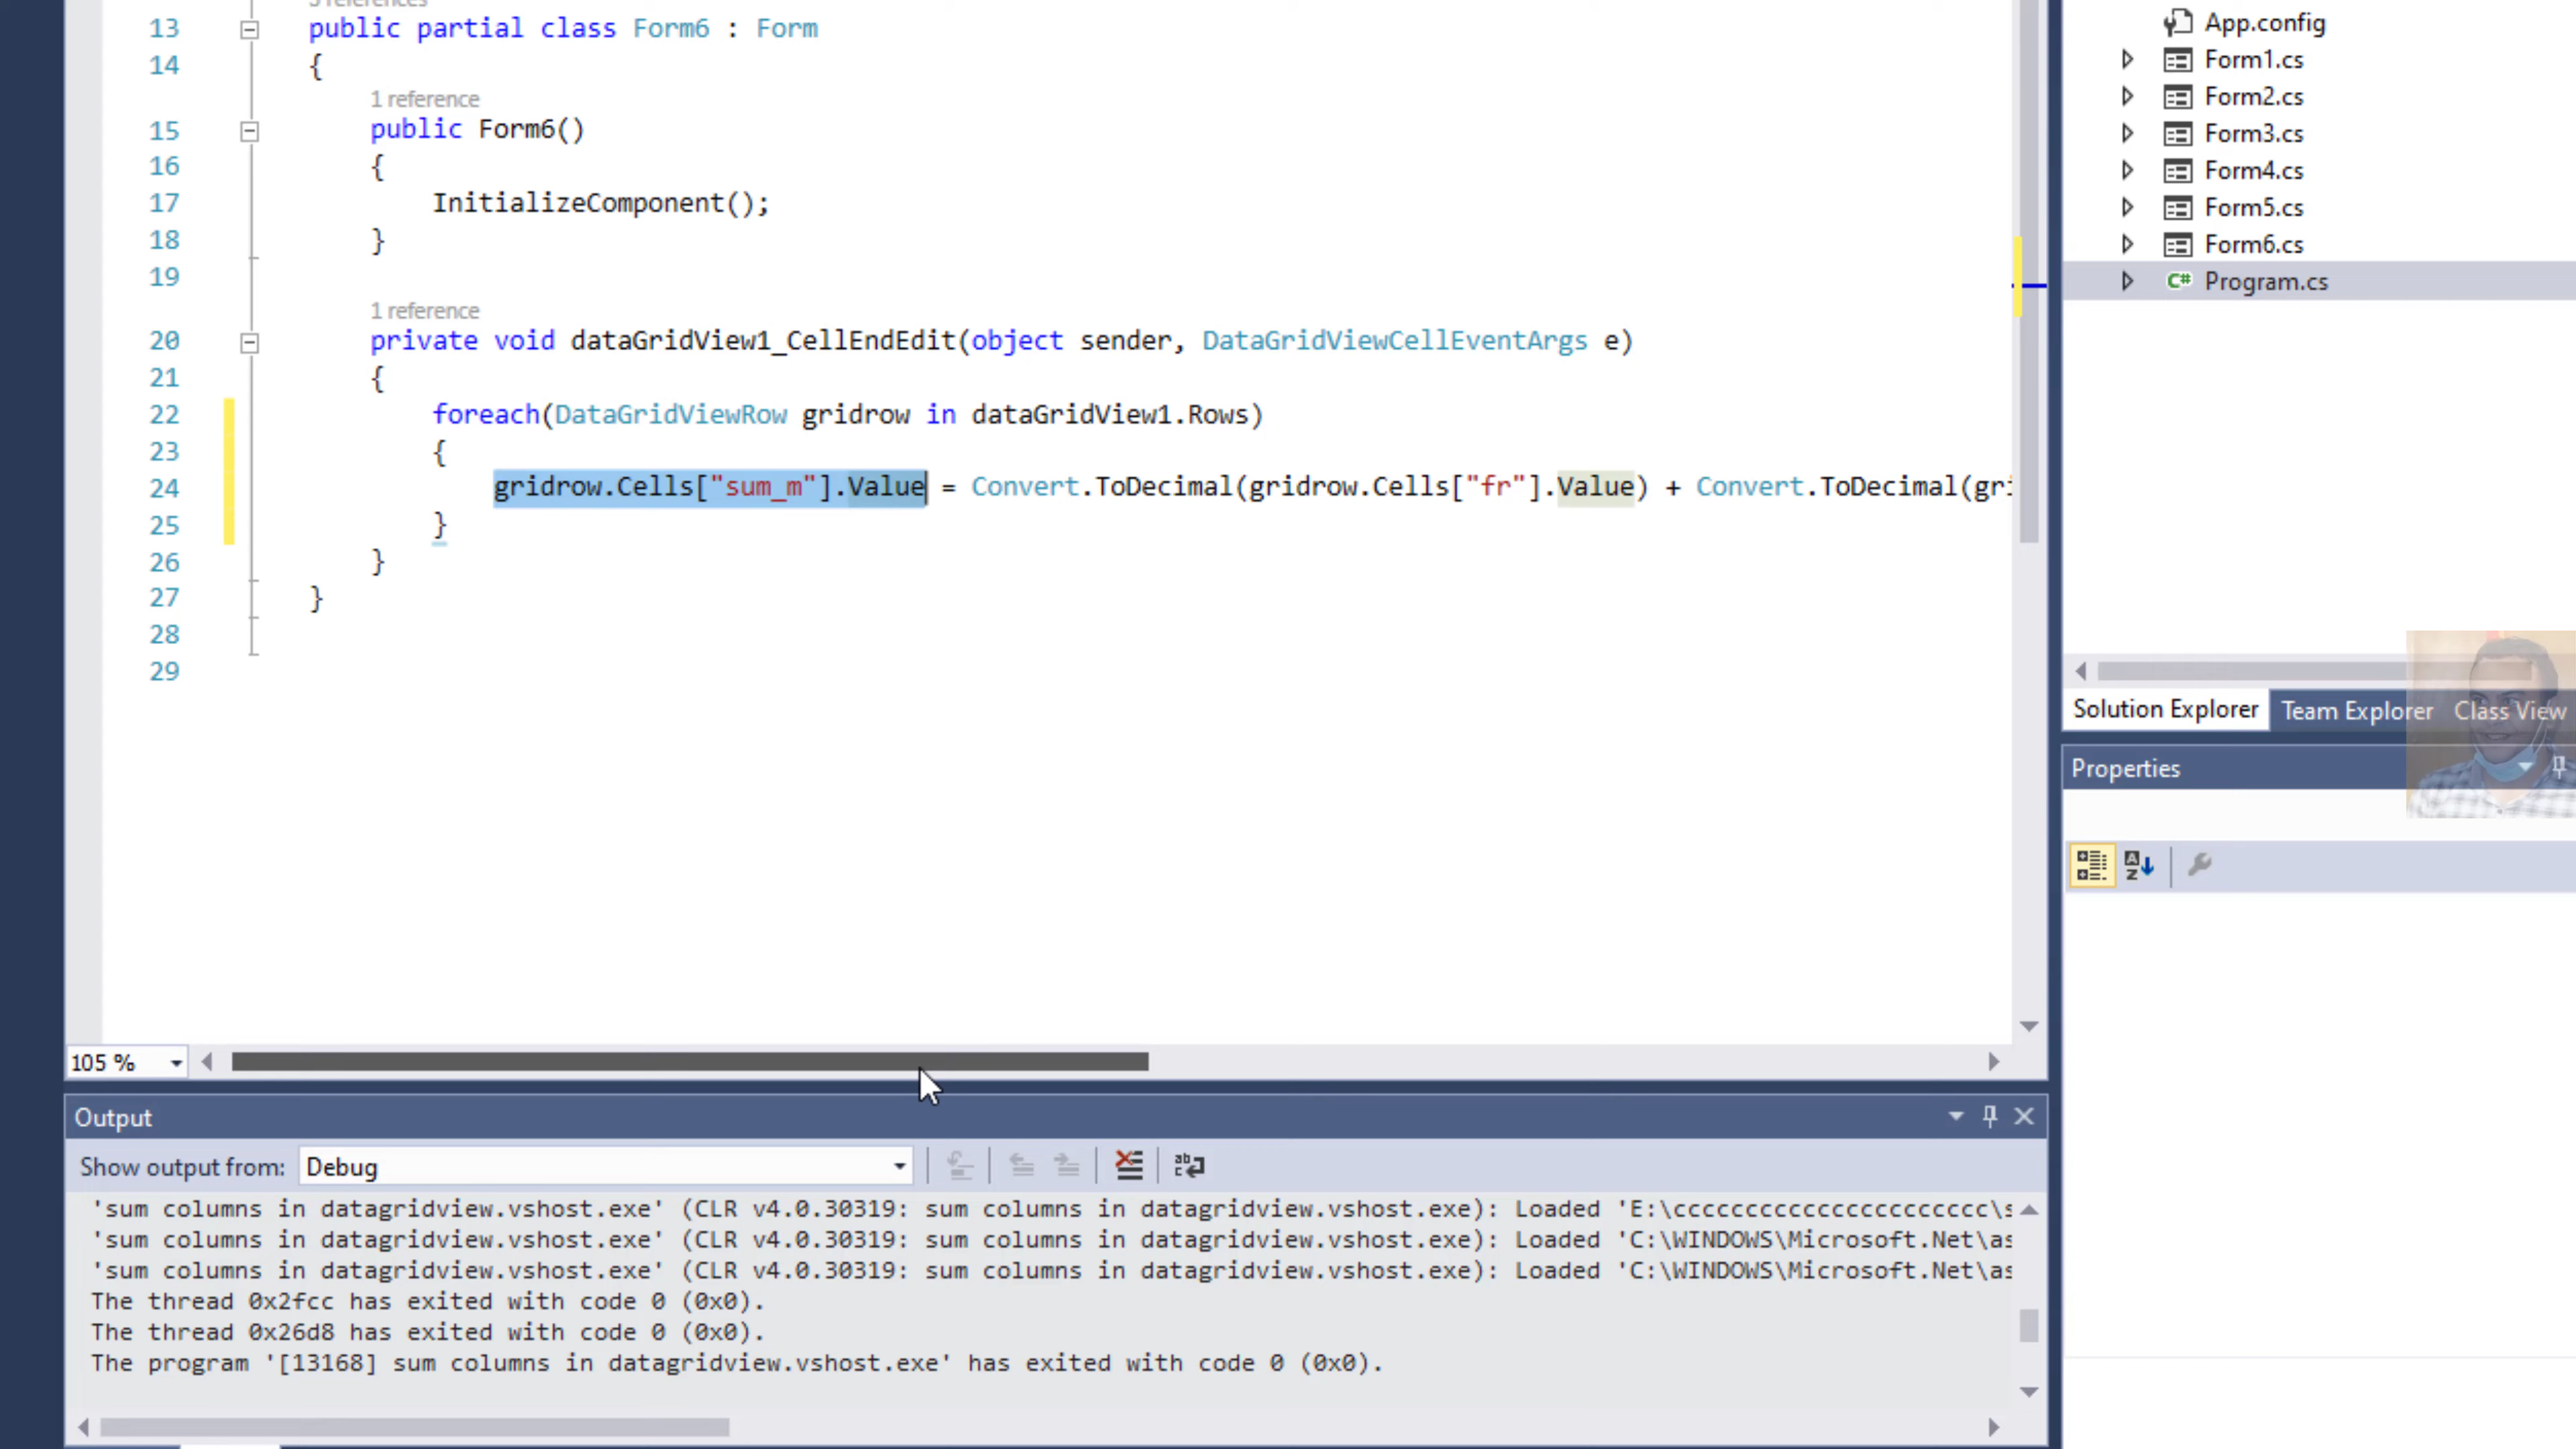 13 public partial class Form6 : Form
14 {
1 reference
15 public Form6()
16 {
17 InitializeComponent();
18 }
19
1 reference
20 private void dataGridView1_CellEndEdit(object sender, DataGridViewCellEventArgs e)
21 {
22 foreach(DataGridViewRow gridrow in dataGridView1.Rows)
23 {
24 gridrow.Cells["sum_m"].Value = Convert.ToDecimal(gridrow.Cells["fr"].Value) + Convert.ToDecimal(gri
25 }
26 }
27 }
28
29
105 %
Output
Show output from: Debug
'sum columns in datagridview.vshost.exe' (CLR v4.0.30319: sum columns in datagridview.vshost.exe): Loaded 'E:\cccccccccccccccccccccc\s
'sum columns in datagridview.vshost.exe' (CLR v4.0.30319: sum columns in datagridview.vshost.exe): Loaded 'C:\WINDOWS\Microsoft.Net\as
'sum columns in datagridview.vshost.exe' (CLR v4.0.30319: sum columns in datagridview.vshost.exe): Loaded 'C:\WINDOWS\Microsoft.Net\as
The thread 0x2fcc has exited with code 0 (0x0).
The thread 0x26d8 has exited with code 0 (0x0).
The program '[13168] sum columns in datagridview.vshost.exe' has exited with code 0 (0x0).
App.config
Form1.cs
Form2.cs
Form3.cs
Form4.cs
Form5.cs
Form6.cs
C# Program.cs
Solution Explorer Team Explorer Class View
Properties